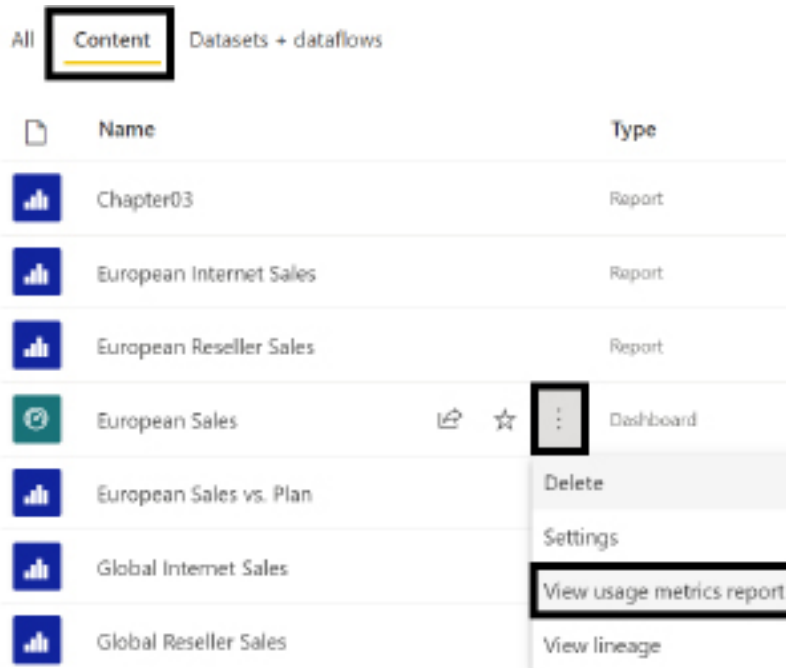 All Content Datasets + dataflows
Name Type
Chapter03 Report
European Internet Sales Report
European Reseller Sales Report
European Sales Dashboard
European Sales vs. Plan Delete
Settings
Global Internet Sales View usage metrics report
Global Reseller Sales View lineage